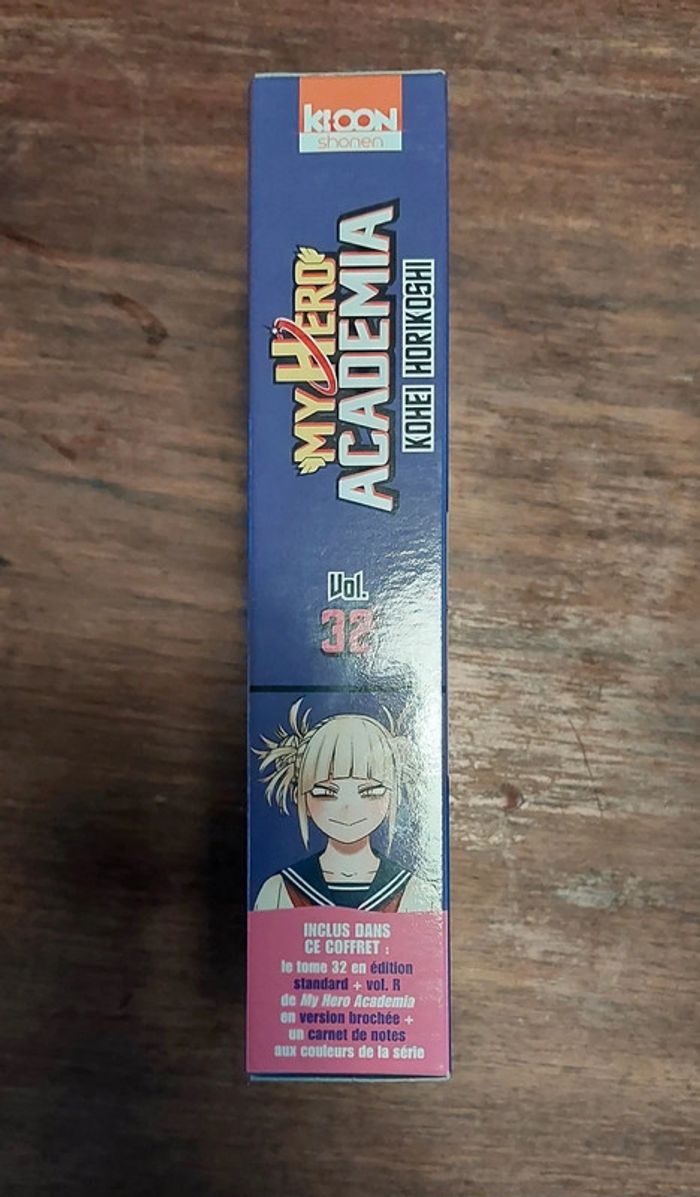 ki-oon
shonen
MY HERO
ACADEMIA
KOHEI HORIKOSHI
Vol.
32
INCLUS DANS
CE COFFRET :
le tome 32 en édition
standard + vol. R
de My Hero Academia
en version brochée +
un carnet de notes
aux couleurs de la série